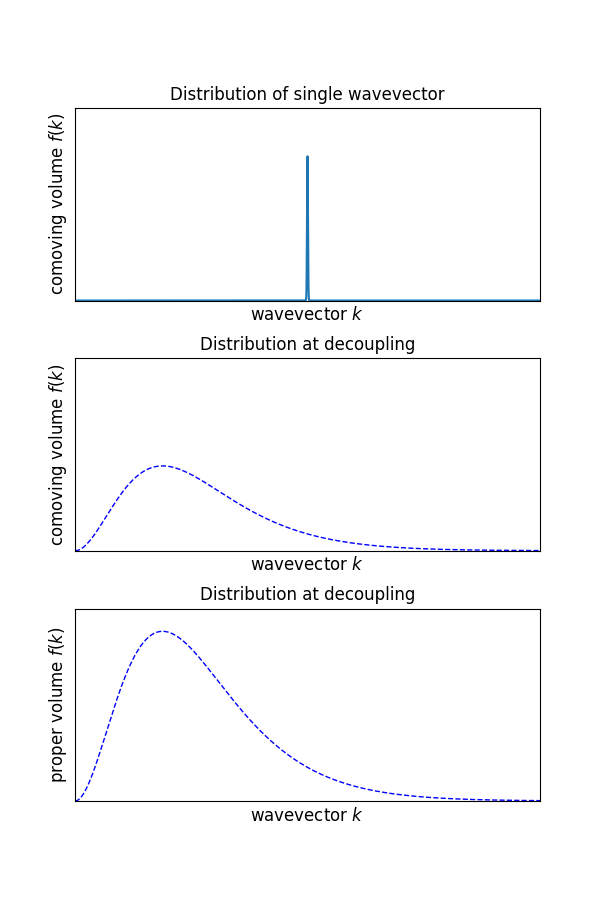 Distribution of single wavevector
comoving volume f(k)
wavevector k
Distribution at decoupling
comoving volume f(k)
wavevector k
Distribution at decoupling
proper volume f(k)
wavevector k